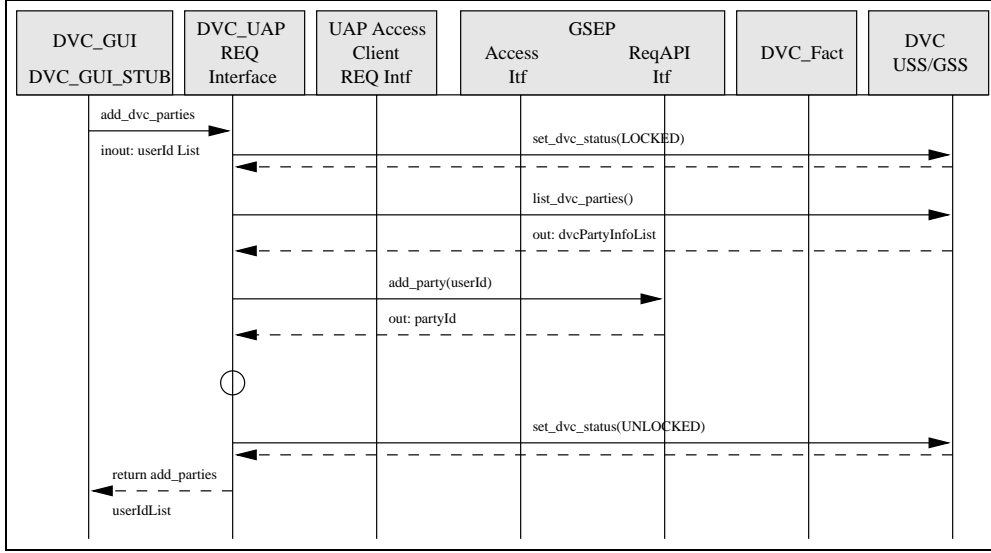 DVC_GUI
DVC_GUI_STUB
DVC_UAP
REQ
Interface
UAP Access
Client
REQ Intf
GSEP
Access
Itf
ReqAPI
Itf
DVC_Fact
DVC
USS/GSS
add_dvc_parties
inout: userId List
set_dvc_status(LOCKED)
list_dvc_parties()
out: dvcPartyInfoList
add_party(userId)
out: partyId
set_dvc_status(UNLOCKED)
return add_parties
userIdList